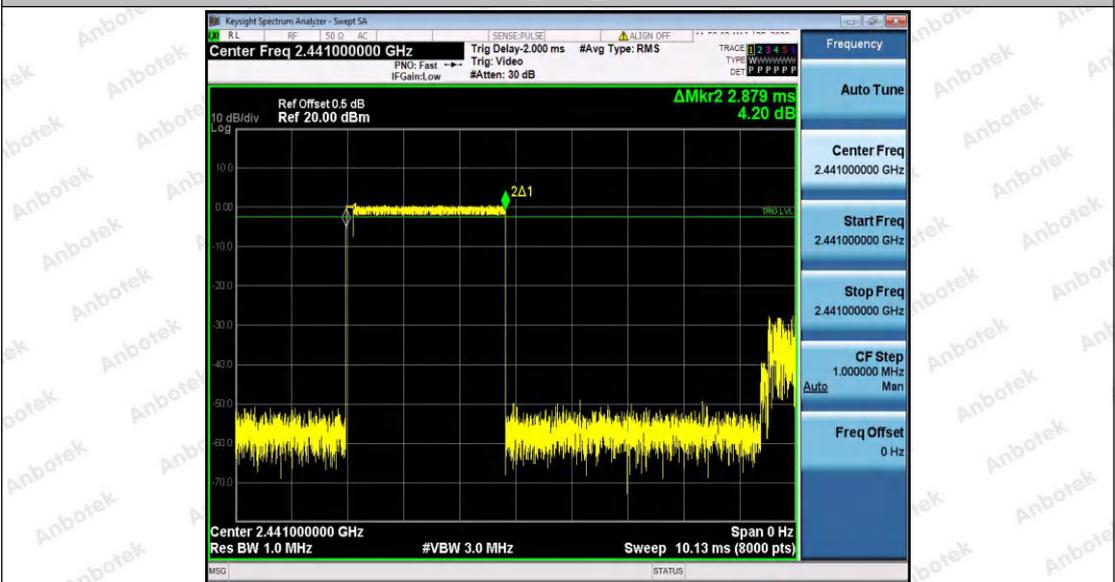 Keysight Spectrum Analyzer - Swept SA
RL RF 50 Ω AC SENSE:PULSE ALIGN OFF
Center Freq 2.441000000 GHz
PNO: Fast
IFGain:Low
Trig Delay-2.000 ms #Avg Type: RMS
Trig: Video
#Atten: 30 dB
TRACE 1 2 3 4 5 6
TYPE WWWWWW
DET P P P P P P
ΔMkr2 2.879 ms
4.20 dB
Ref Offset 0.5 dB
10 dB/div Ref 20.00 dBm
Log
10.0
0.00
-10.0
-20.0
-30.0
-40.0
-50.0
-60.0
-70.0
2Δ1
TRIG LVL
Center 2.441000000 GHz Span 0 Hz
Res BW 1.0 MHz #VBW 3.0 MHz Sweep 10.13 ms (8000 pts)
MSG STATUS
Frequency
Auto Tune
Center Freq
2.441000000 GHz
Start Freq
2.441000000 GHz
Stop Freq
2.441000000 GHz
CF Step
1.000000 MHz
Auto Man
Freq Offset
0 Hz
Anbotek